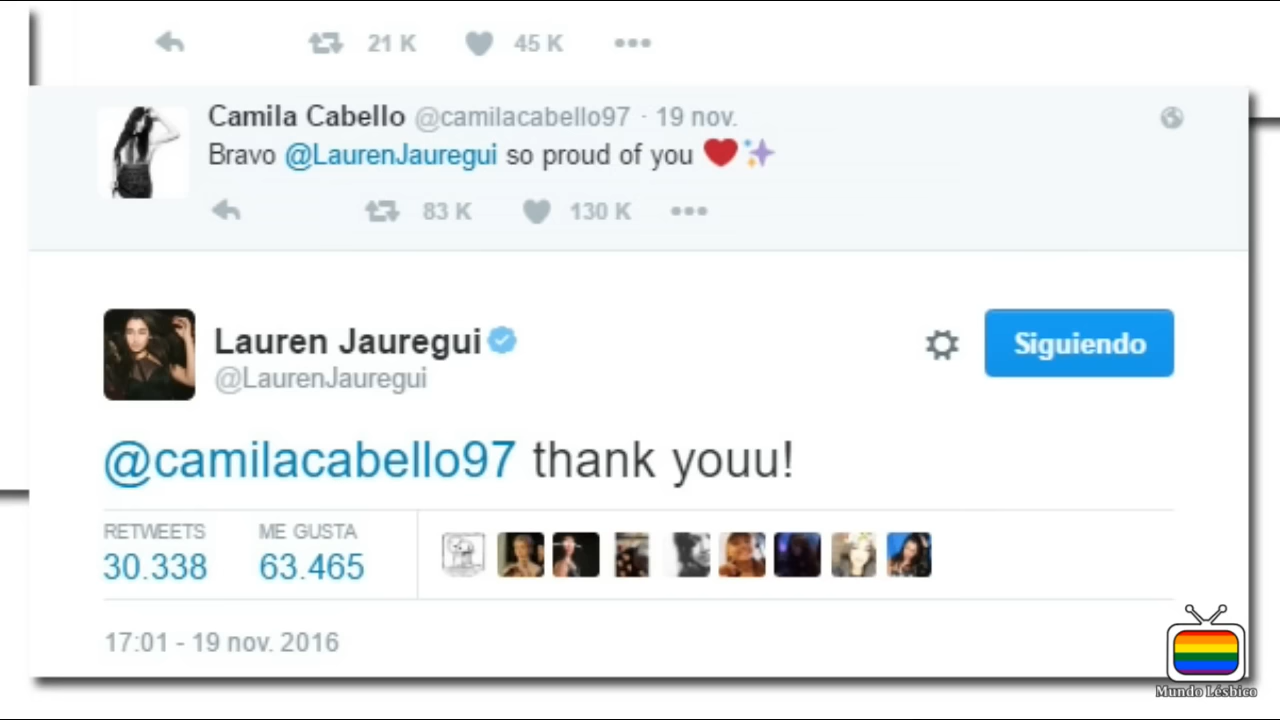 21 K 45 K
Camila Cabello @camilacabello97 · 19 nov.
Bravo @LaurenJauregui so proud of you ❤️✨
83 K 130 K
Lauren Jauregui
@LaurenJauregui
Siguiendo
@camilacabello97 thank youu!
RETWEETS ME GUSTA
30.338 63.465
17:01 - 19 nov. 2016
Mundo Lésbico